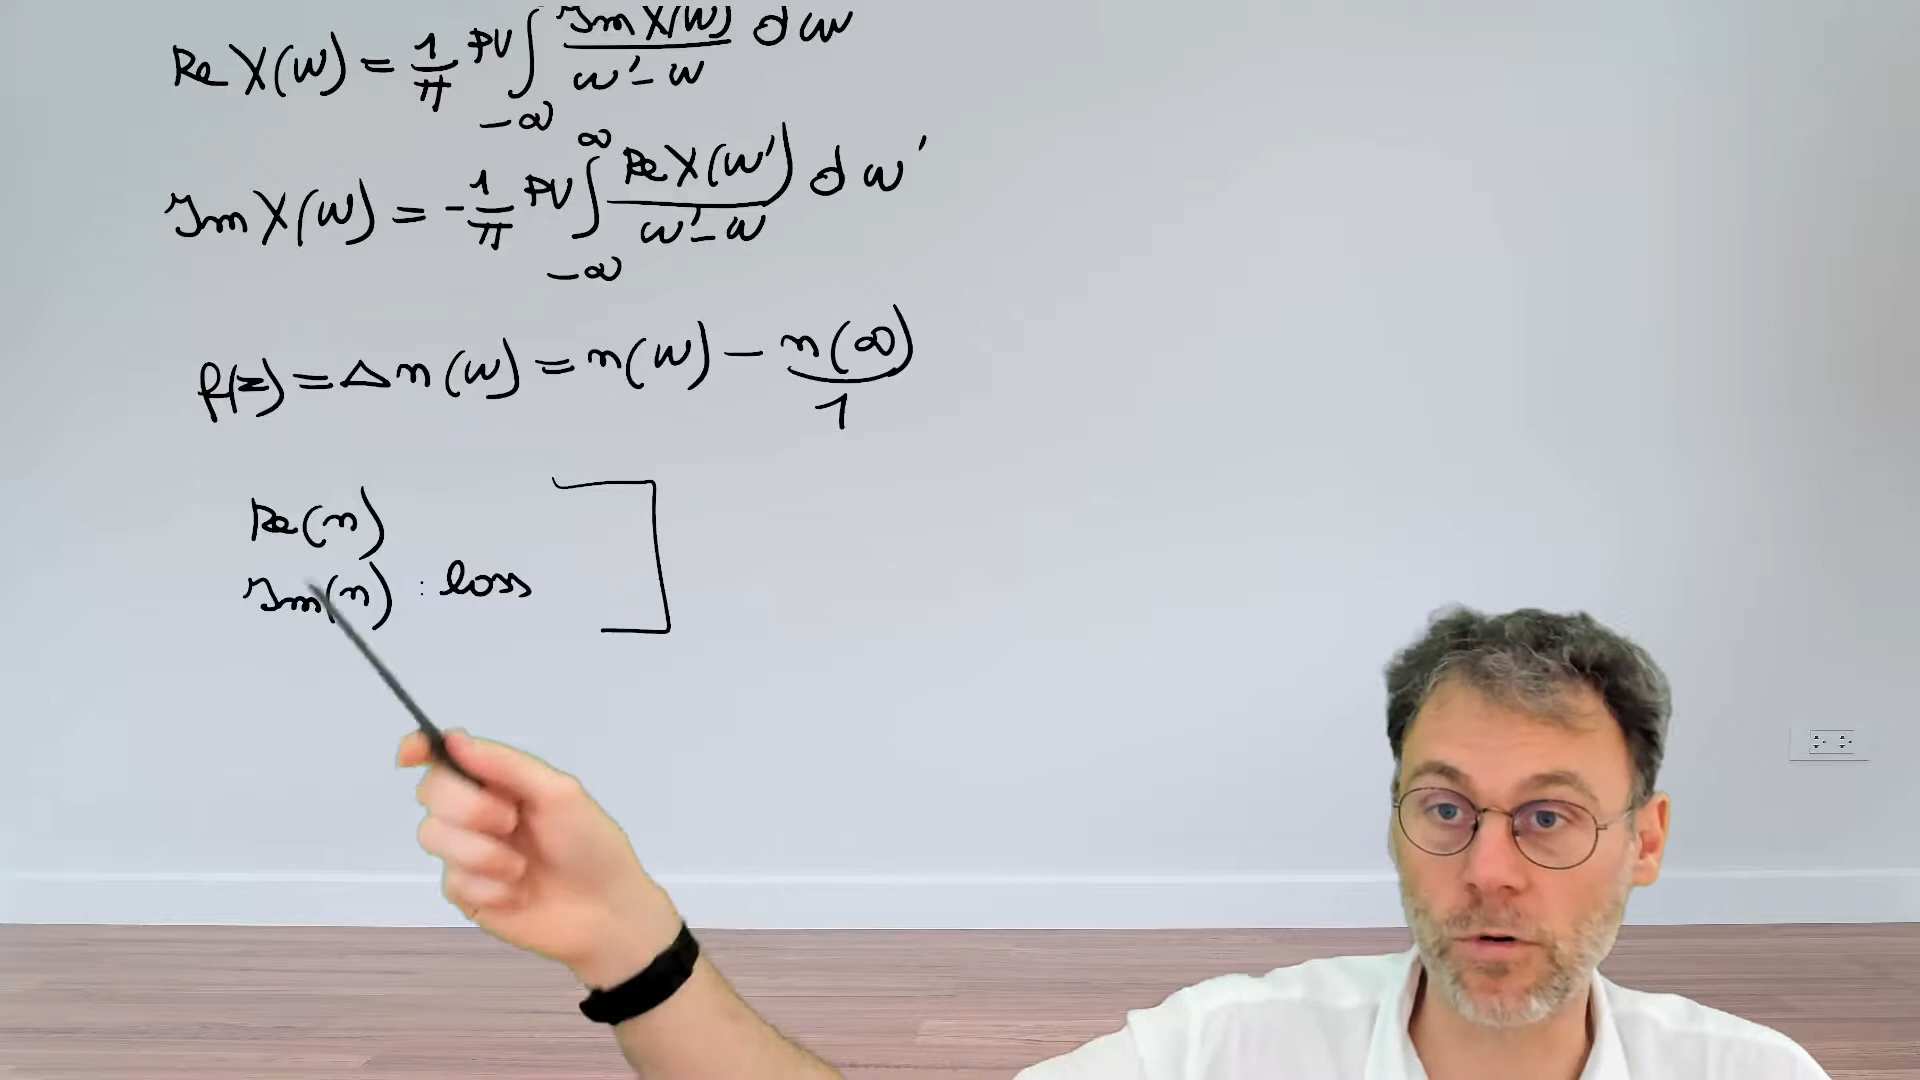 Re χ(ω) = 1/π PV ∫_{-∞} Im χ(ω) / (ω' - ω) dω
Im χ(ω) = - 1/π PV ∫_{-∞}^{∞} Re χ(ω') / (ω' - ω) dω'
f(z) = Δn(ω) = n(ω) - n(∞)
1
Re(n)
Im(n) : loss